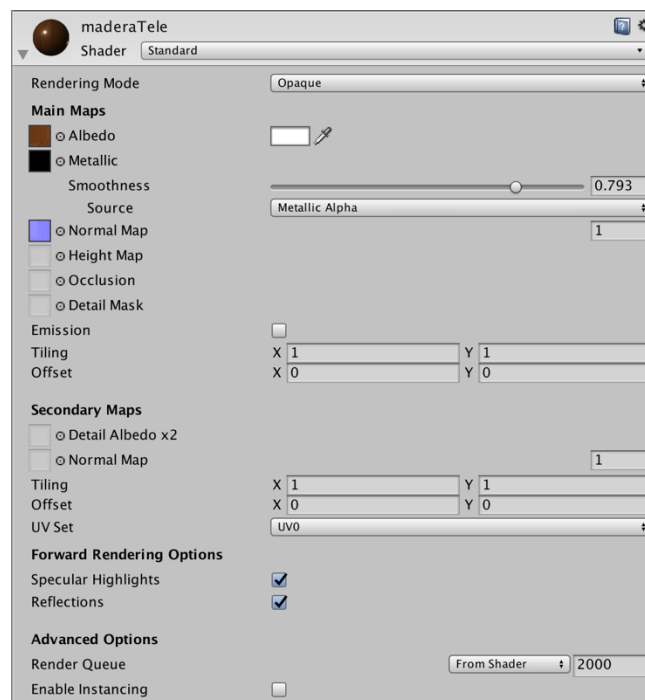 maderaTele
Shader Standard
Rendering Mode Opaque
Main Maps
Albedo
Metallic
Smoothness 0.793
Source Metallic Alpha
Normal Map 1
Height Map
Occlusion
Detail Mask
Emission
Tiling X 1 Y 1
Offset X 0 Y 0
Secondary Maps
Detail Albedo x2
Normal Map 1
Tiling X 1 Y 1
Offset X 0 Y 0
UV Set UV0
Forward Rendering Options
Specular Highlights
Reflections
Advanced Options
Render Queue From Shader 2000
Enable Instancing